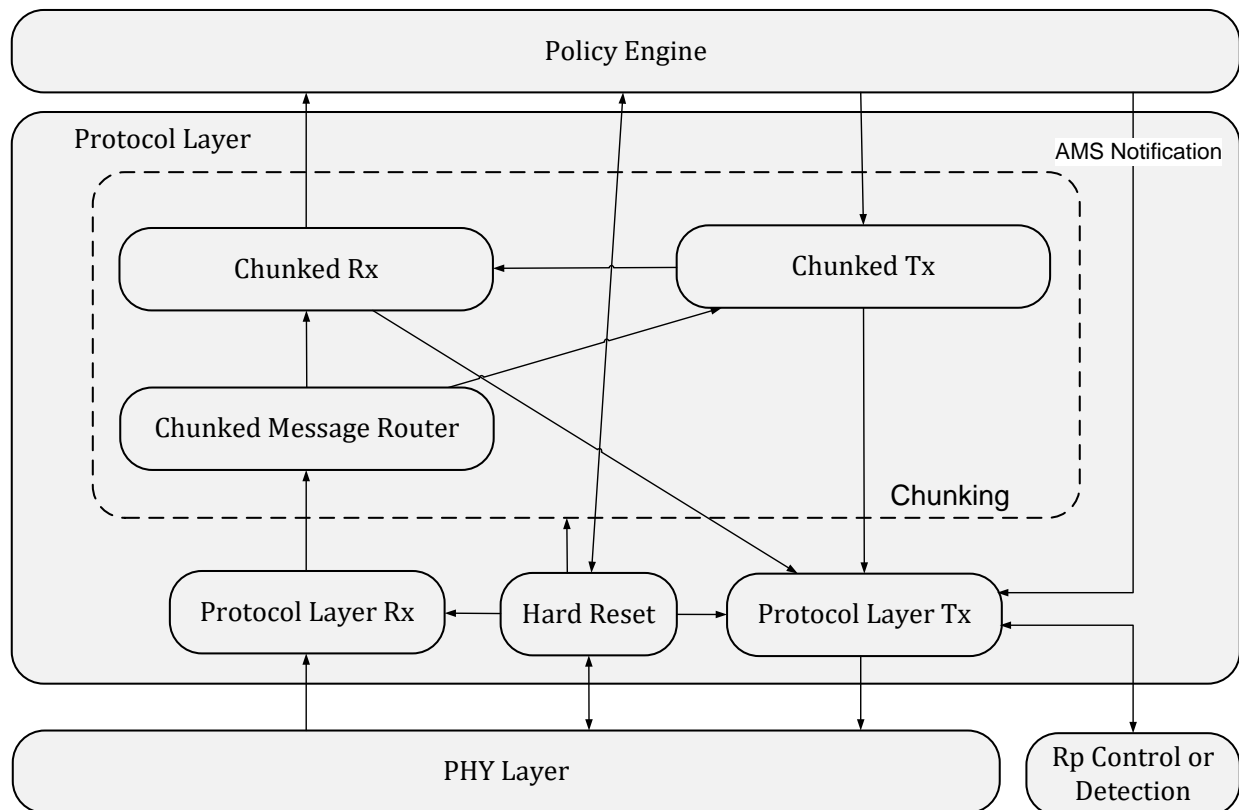 Policy Engine
Protocol Layer
AMS Notification
Chunked Rx
Chunked Tx
Chunked Message Router
Chunking
Protocol Layer Rx
Hard Reset
Protocol Layer Tx
PHY Layer
Rp Control or
Detection